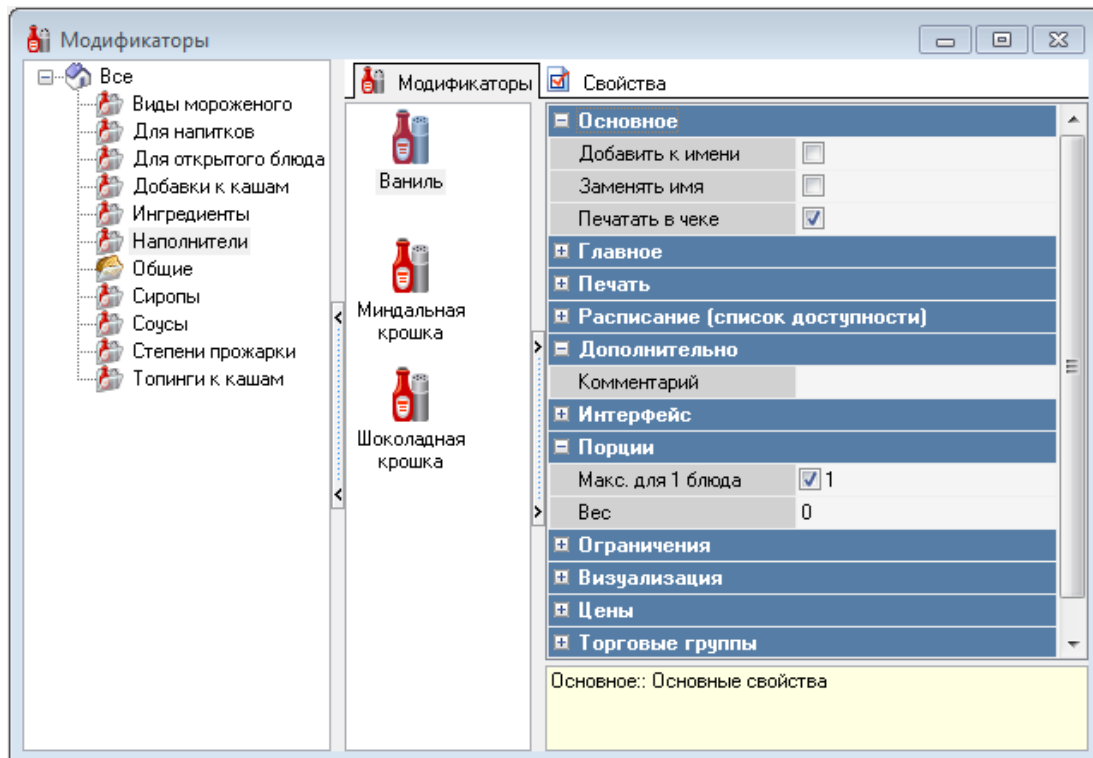 Модификаторы
Все
Виды мороженого
Для напитков
Для открытого блюда
Добавки к кашам
Ингредиенты
Наполнители
Общие
Сиропы
Соусы
Степени прожарки
Топинги к кашам
Модификаторы
Свойства
Ваниль
Миндальная
крошка
Шоколадная
крошка
Основное
Добавить к имени
Заменять имя
Печатать в чеке
Главное
Печать
Расписание (список доступности)
Дополнительно
Комментарий
Интерфейс
Порции
Макс. для 1 блюда 1
Вес 0
Ограничения
Визуализация
Цены
Торговые группы
Основное:: Основные свойства